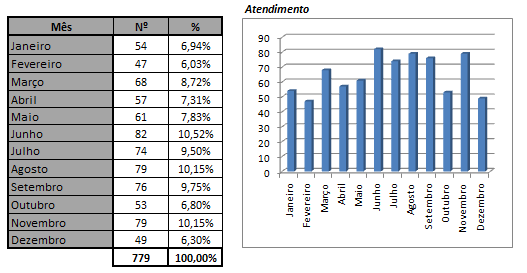 Mês Nº %
Janeiro 54 6,94%
Fevereiro 47 6,03%
Março 68 8,72%
Abril 57 7,31%
Maio 61 7,83%
Junho 82 10,52%
Julho 74 9,50%
Agosto 79 10,15%
Setembro 76 9,75%
Outubro 53 6,80%
Novembro 79 10,15%
Dezembro 49 6,30%
779 100,00%
Atendimento
90
80
70
60
50
40
30
20
10
0
Janeiro
Fevereiro
Março
Abril
Maio
Junho
Julho
Agosto
Setembro
Outubro
Novembro
Dezembro